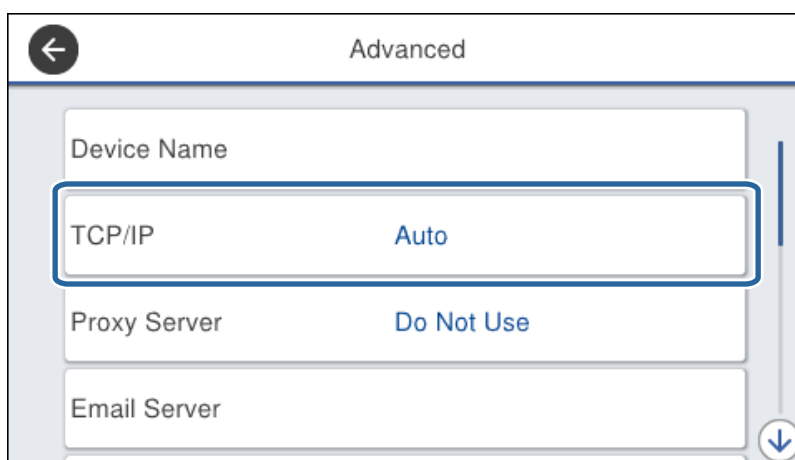 Advanced
Device Name
TCP/IP Auto
Proxy Server Do Not Use
Email Server